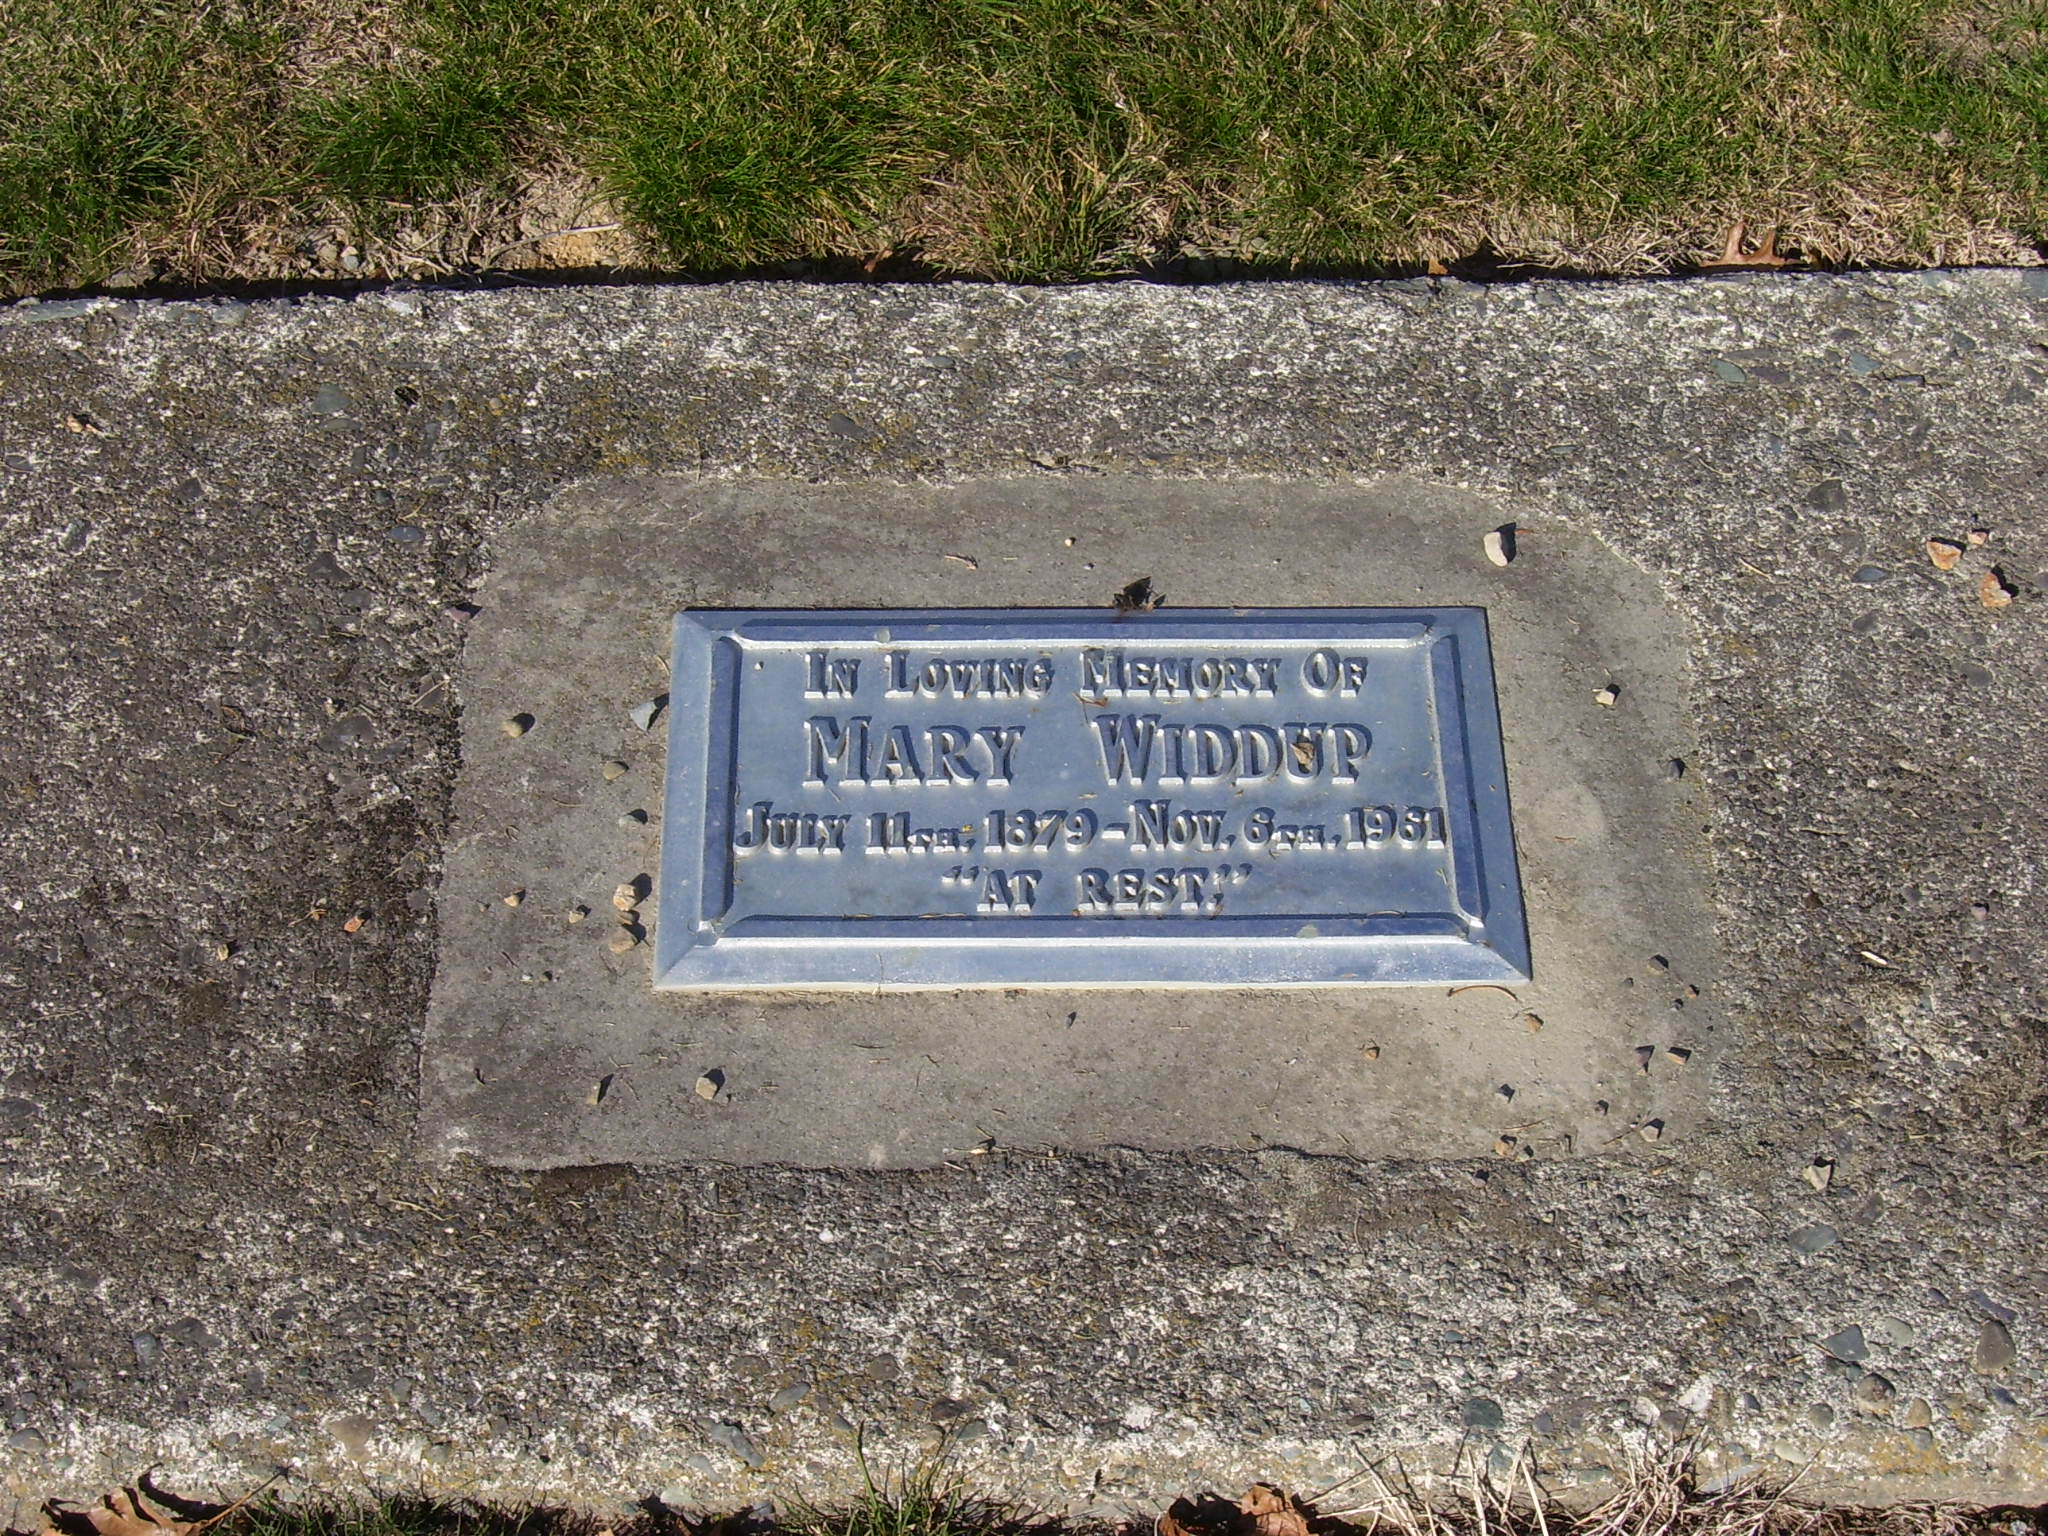 In Loving Memory Of
Mary Widdup
July 11th, 1879 - Nov. 6th, 1961
"AT REST."